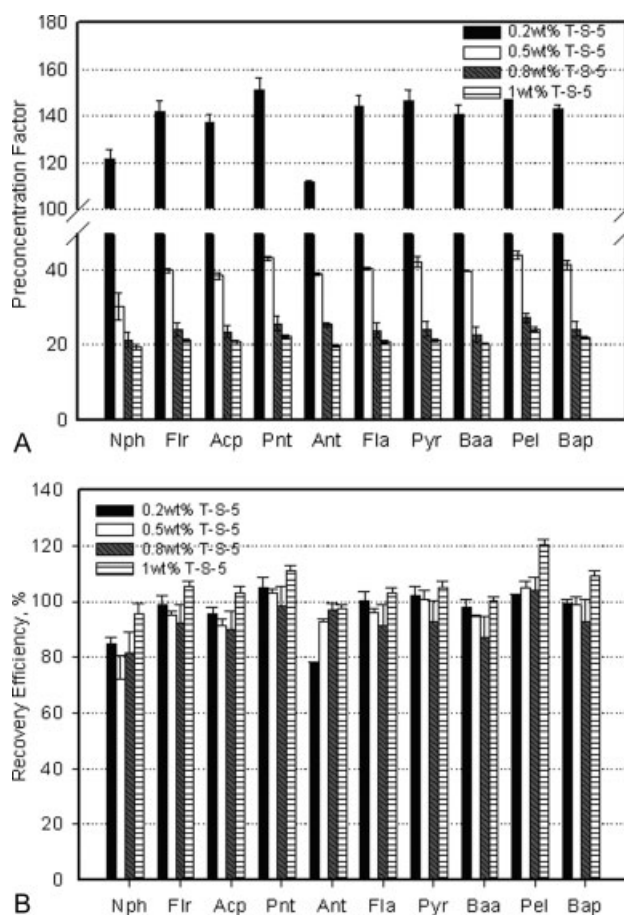 180
160
140
120
100
40
20
0
Preconcentration Factor
0.2wt% T-S-5
0.5wt% T-S-5
0.8wt% T-S-5
1wt% T-S-5
Nph Flr Acp Pnt Ant Fla Pyr Baa Pel Bap
A
140
120
100
80
60
40
20
0
Recovery Efficiency, %
0.2wt% T-S-5
0.5wt% T-S-5
0.8wt% T-S-5
1wt% T-S-5
Nph Flr Acp Pnt Ant Fla Pyr Baa Pel Bap
B